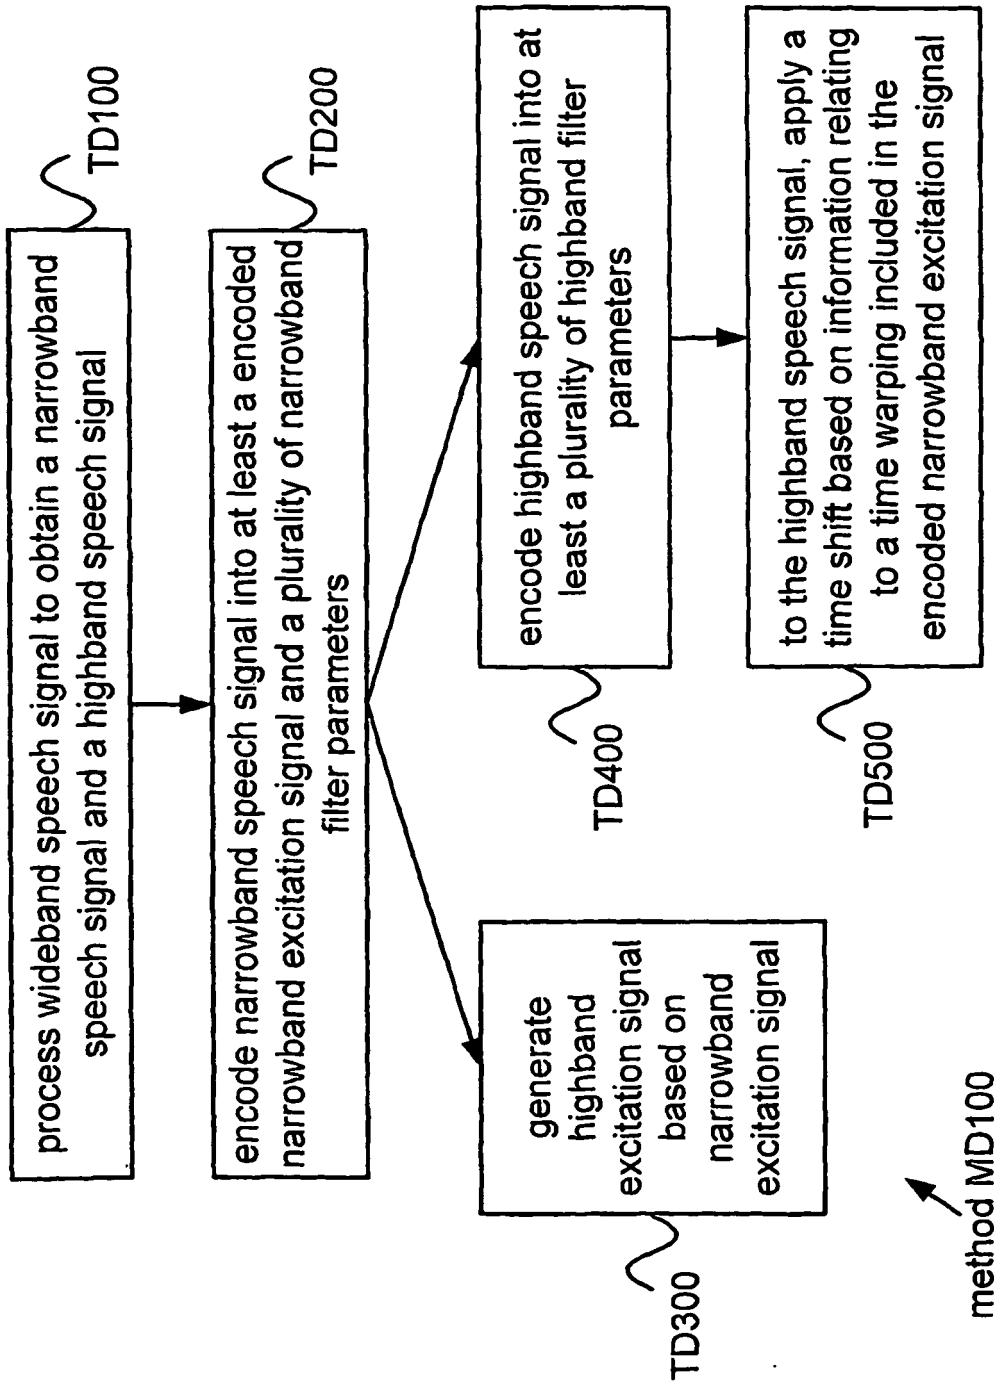 process wideband speech signal to obtain a narrowband
speech signal and a highband speech signal
TD100
encode narrowband speech signal into at least a encoded
narrowband excitation signal and a plurality of narrowband
filter parameters
TD200
generate
highband
excitation signal
based on
narrowband
excitation signal
TD300
encode highband speech signal into at
least a plurality of highband filter
parameters
TD400
to the highband speech signal, apply a
time shift based on information relating
to a time warping included in the
encoded narrowband excitation signal
TD500
method MD100